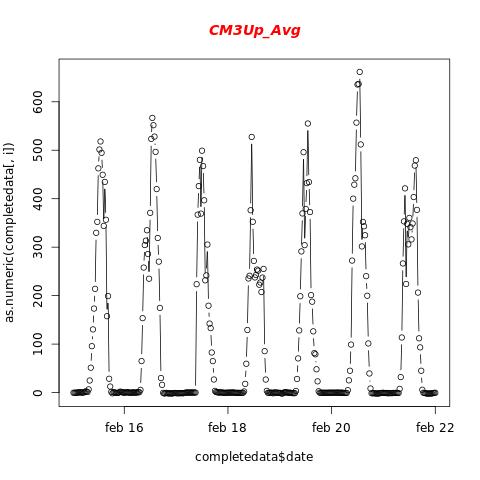 CM3Up_Avg
as.numeric(completedata[, i])
600
500
400
300
200
100
0
feb 16
feb 18
feb 20
feb 22
completedata$date